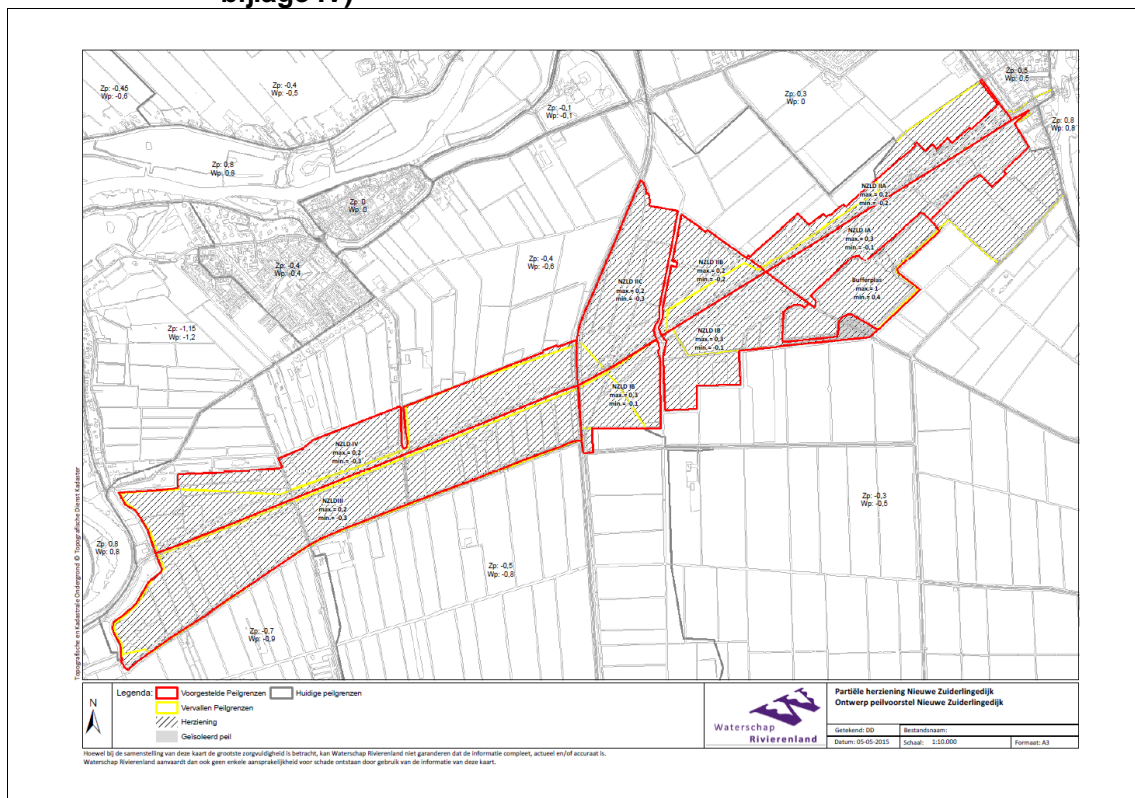 bijlage IV)
Zp: -0,45
Wp: -0,6
Zp: -0,4
Wp: -0,5
Zp: -0,1
Wp: -0,1
Zp: 0,3
Wp: 0
Zp: 0,5
Wp: 0,5
Zp: 0,8
Wp: 0,8
Zp: 0,8
Wp: 0,6
Zp: 0
Wp: 0
NZLD IIA
max.= 0,2
min.= -0,2
NZLD IA
max.= 0,3
min.= -0,1
Zp: -0,4
Wp: -0,4
Zp: -0,4
Wp: -0,6
NZLD IIB
max.= 0,2
min.= -0,2
NZLD IIC
max.= 0,2
min.= -0,3
Bufferplas
max.= 1
min.= 0,4
Zp: -1,15
Wp: -1,2
NZLD IB
max.= 0,3
min.= -0,1
NZLD IB
max.= 0,3
min.= -0,1
NZLD IV
max.= 0,2
min.= -0,3
NZLDIII
max.= 0,2
min.= -0,3
Zp: -0,3
Wp: -0,5
Zp: 0,8
Wp: 0,8
Zp: -0,5
Wp: -0,8
Zp: -0,7
Wp: -0,9
Topografische en Kadastrale Ondergrond © Topografische Dienst Kadaster
N
Legenda:
Voorgestelde Peilgrenzen
Huidige peilgrenzen
Vervallen Peilgrenzen
Herziening
Geïsoleerd peil
Waterschap
Rivierenland
Partiële herziening Nieuwe Zuiderlingedijk
Ontwerp peilvoorstel Nieuwe Zuiderlingedijk
Getekend: DD
Bestandsnaam:
Datum: 05-05-2015
Schaal: 1:10.000
Formaat: A3
Hoewel bij de samenstelling van deze kaart de grootste zorgvuldigheid is betracht, kan Waterschap Rivierenland niet garanderen dat de informatie compleet, actueel en/of accuraat is.
Waterschap Rivierenland aanvaardt dan ook geen enkele aansprakelijkheid voor schade ontstaan door gebruik van de informatie van deze kaart.